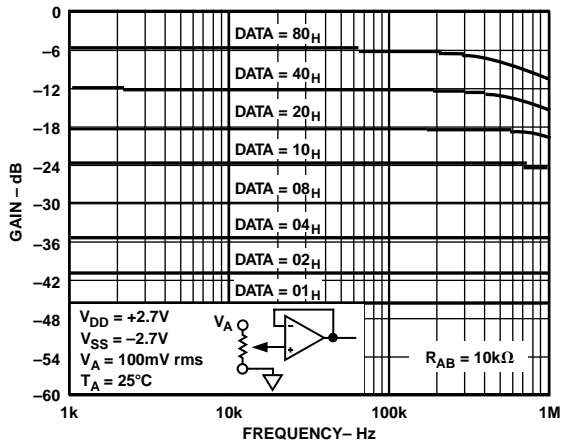 0
–6
–12
–18
–24
–30
–36
–42
–48
–54
–60
GAIN – dB
DATA = 80H
DATA = 40H
DATA = 20H
DATA = 10H
DATA = 08H
DATA = 04H
DATA = 02H
DATA = 01H
VDD = +2.7V
VSS = –2.7V
VA = 100mV rms
TA = 25°C
VA
–
+
RAB = 10kΩ
1k
10k
100k
1M
FREQUENCY– Hz